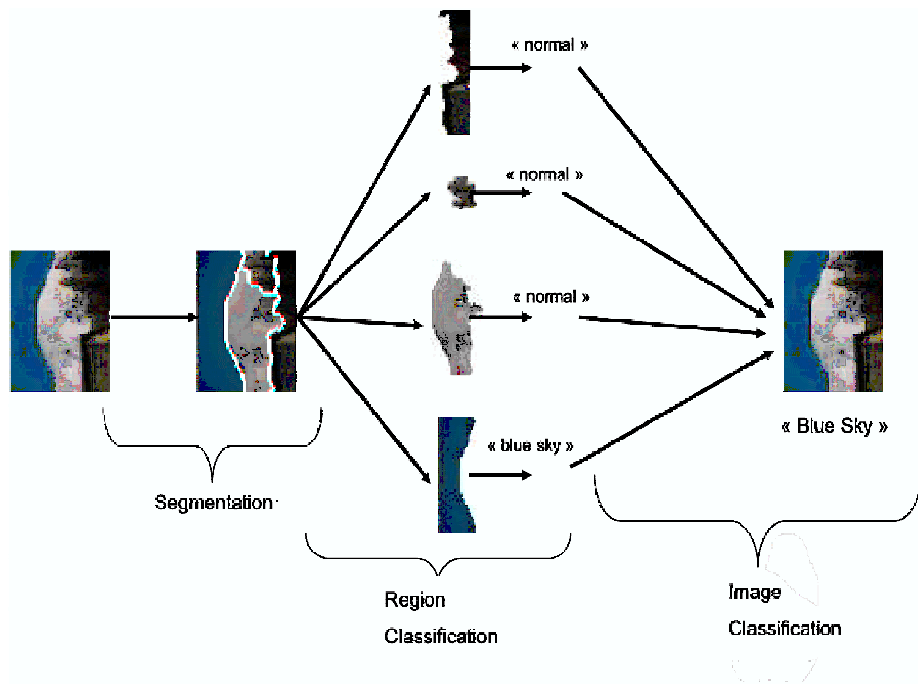 « normal »
« normal »
« normal »
« blue sky »
« Blue Sky »
Segmentation
Region
Classification
Image
Classification